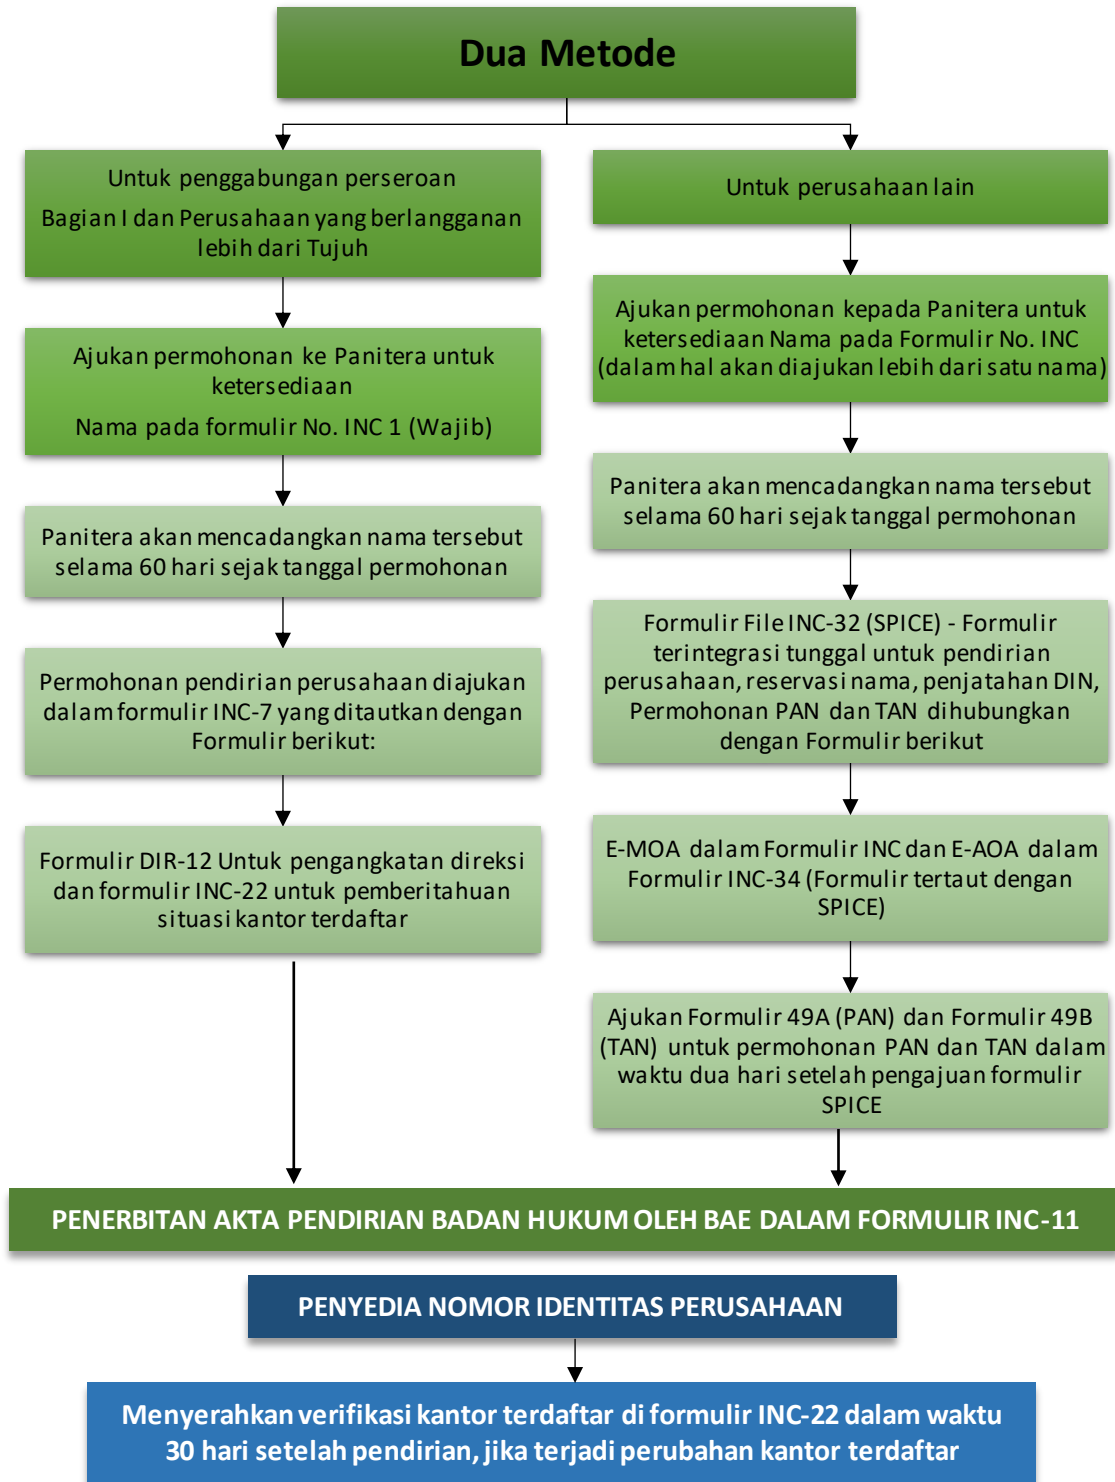 Dua Metode
Untuk penggabungan perseroan
Bagian I dan Perusahaan yang berlangganan
lebih dari Tujuh
Ajukan permohonan ke Panitera untuk
ketersediaan
Nama pada formulir No. INC 1 (Wajib)
Panitera akan mencadangkan nama tersebut
selama 60 hari sejak tanggal permohonan
Permohonan pendirian perusahaan diajukan
dalam formulir INC-7 yang ditautkan dengan
Formulir berikut:
Formulir DIR-12 Untuk pengangkatan direksi
dan formulir INC-22 untuk pemberitahuan
situasi kantor terdaftar
Untuk perusahaan lain
Ajukan permohonan kepada Panitera untuk
ketersediaan Nama pada Formulir No. INC
(dalam hal akan diajukan lebih dari satu nama)
Panitera akan mencadangkan nama tersebut
selama 60 hari sejak tanggal permohonan
Formulir File INC-32 (SPICE) - Formulir
terintegrasi tunggal untuk pendirian
perusahaan, reservasi nama, penjatahan DIN,
Permohonan PAN dan TAN dihubungkan
dengan Formulir berikut
E-MOA dalam Formulir INC dan E-AOA dalam
Formulir INC-34 (Formulir tertaut dengan
SPICE)
Ajukan Formulir 49A (PAN) dan Formulir 49B
(TAN) untuk permohonan PAN dan TAN dalam
waktu dua hari setelah pengajuan formulir
SPICE
PENERBITAN AKTA PENDIRIAN BADAN HUKUM OLEH BAE DALAM FORMULIR INC-11
PENYEDIA NOMOR IDENTITAS PERUSAHAAN
Menyerahkan verifikasi kantor terdaftar di formulir INC-22 dalam waktu
30 hari setelah pendirian, jika terjadi perubahan kantor terdaftar